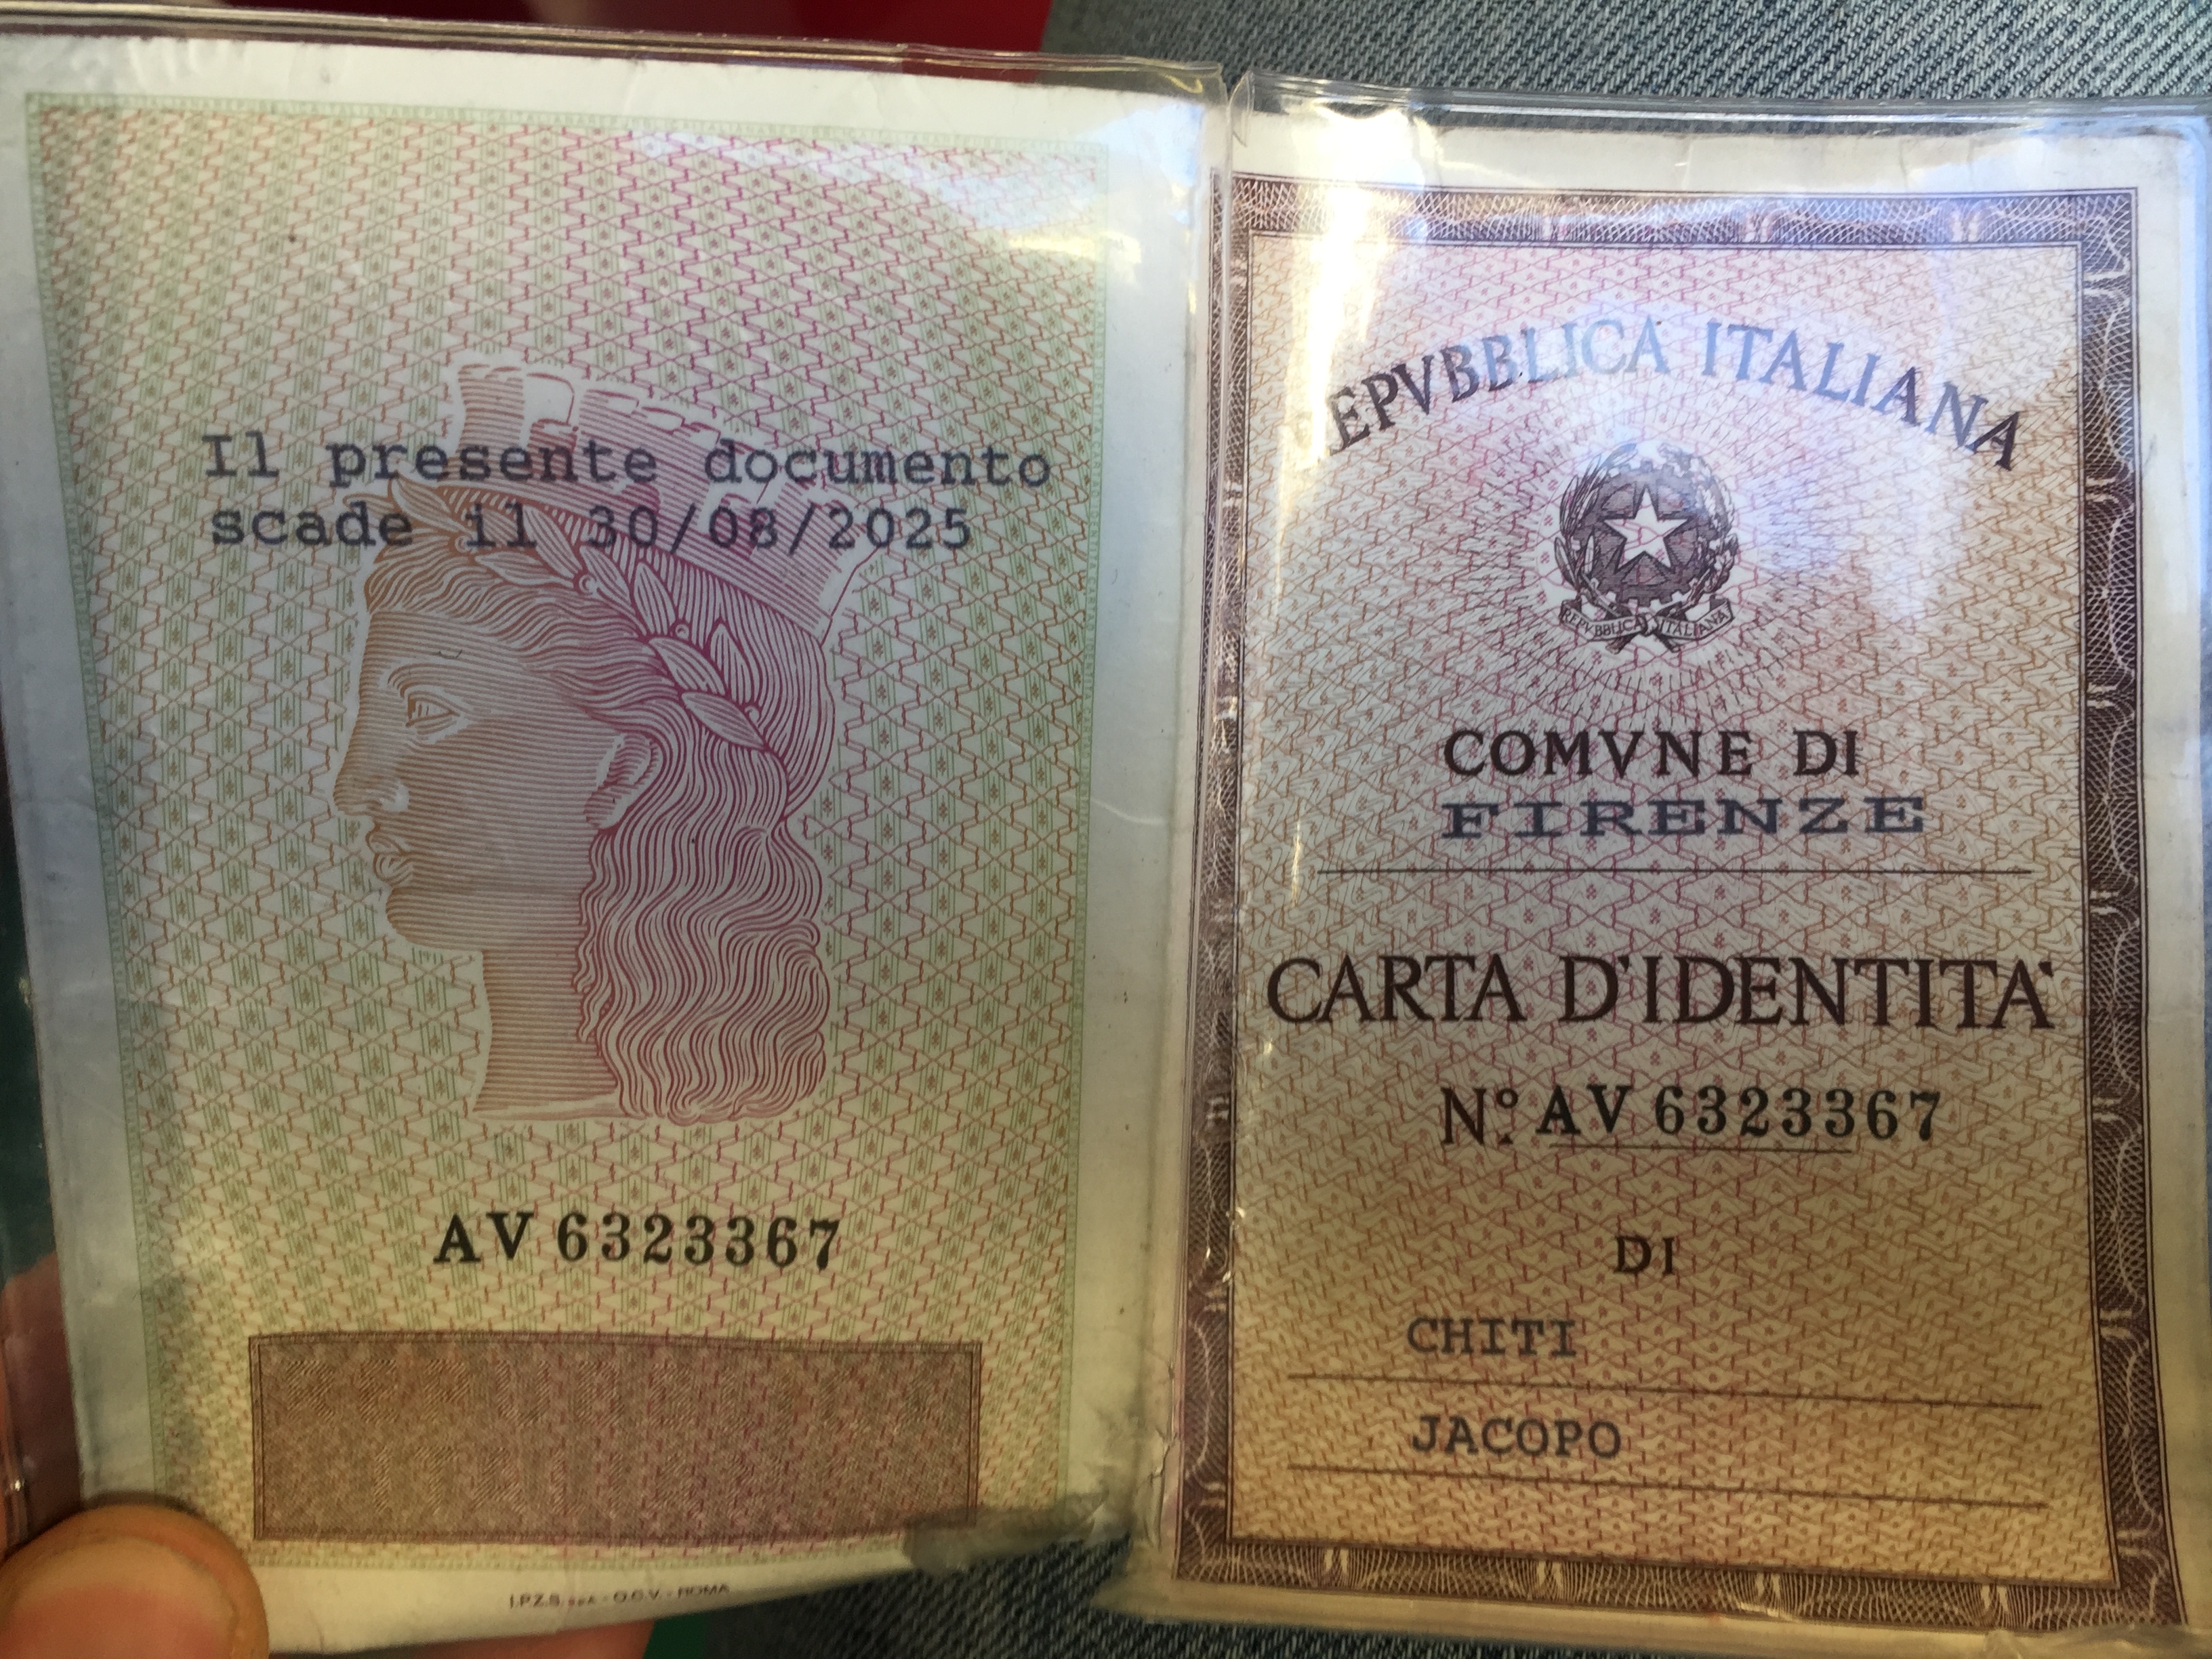 Il presente documento
scade il 30/08/2025
AV 6323367
I.P.Z.S. S.p.A. - O.C.V. - ROMA
REPVBBLICA ITALIANA
REPVBBLICA ITALIANA
COMVNE DI
FIRENZE
CARTA D'IDENTITA'
Nº. AV 6323367
DI
CHITI
JACOPO